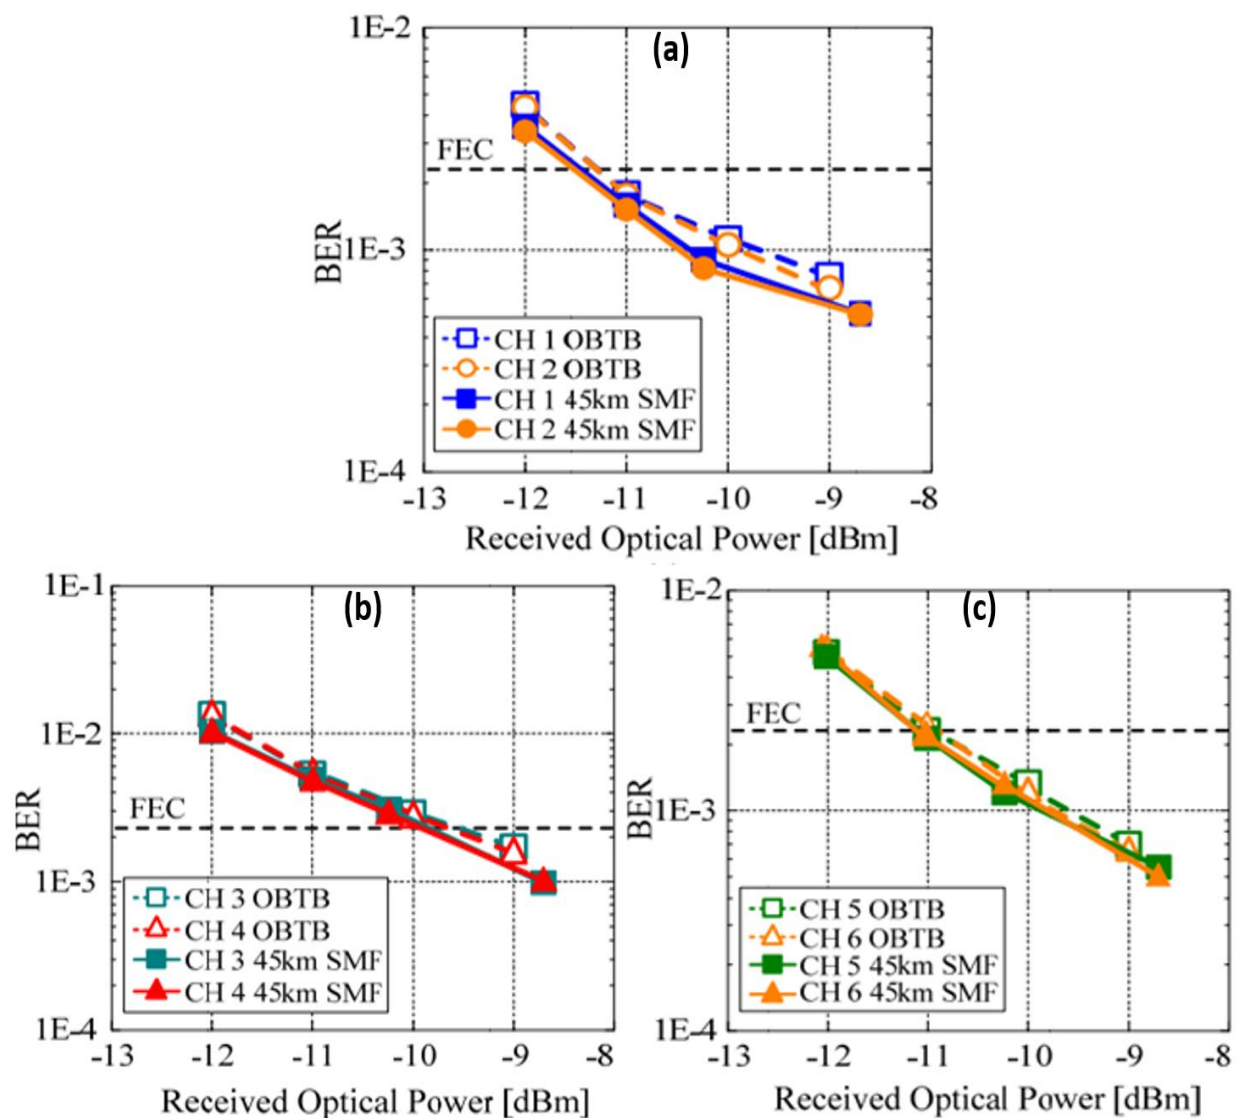 (a)
1E-2
FEC
BER
1E-3
CH 1 OBTB
CH 2 OBTB
CH 1 45km SMF
CH 2 45km SMF
1E-4
-13 -12 -11 -10 -9 -8
Received Optical Power [dBm]
(b)
1E-1
1E-2
FEC
BER
1E-3
CH 3 OBTB
CH 4 OBTB
CH 3 45km SMF
CH 4 45km SMF
1E-4
-13 -12 -11 -10 -9 -8
Received Optical Power [dBm]
(c)
1E-2
FEC
BER
1E-3
CH 5 OBTB
CH 6 OBTB
CH 5 45km SMF
CH 6 45km SMF
1E-4
-13 -12 -11 -10 -9 -8
Received Optical Power [dBm]